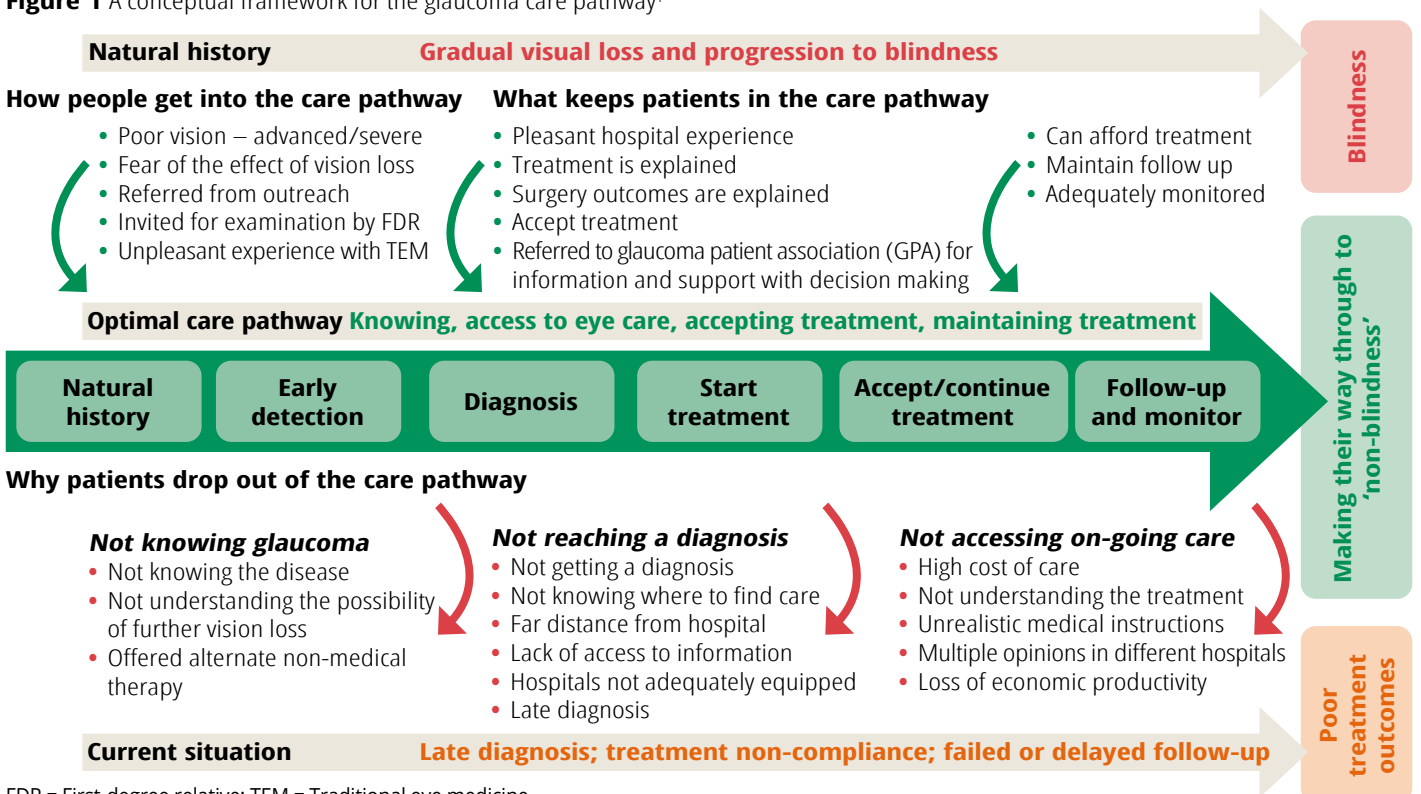 Figure 1 A conceptual framework for the glaucoma care pathway
Natural history Gradual visual loss and progression to blindness
Blindness
How people get into the care pathway
• Poor vision – advanced/severe
• Fear of the effect of vision loss
• Referred from outreach
• Invited for examination by FDR
• Unpleasant experience with TEM
What keeps patients in the care pathway
• Pleasant hospital experience
• Treatment is explained
• Surgery outcomes are explained
• Accept treatment
• Referred to glaucoma patient association (GPA) for
information and support with decision making
• Can afford treatment
• Maintain follow up
• Adequately monitored
Optimal care pathway Knowing, access to eye care, accepting treatment, maintaining treatment
Natural
history
Early
detection
Diagnosis
Start
treatment
Accept/continue
treatment
Follow-up
and monitor
Making their way through to
‘non-blindness’
Why patients drop out of the care pathway
Not knowing glaucoma
• Not knowing the disease
• Not understanding the possibility
of further vision loss
• Offered alternate non-medical
therapy
Not reaching a diagnosis
• Not getting a diagnosis
• Not knowing where to find care
• Far distance from hospital
• Lack of access to information
• Hospitals not adequately equipped
• Late diagnosis
Not accessing on-going care
• High cost of care
• Not understanding the treatment
• Unrealistic medical instructions
• Multiple opinions in different hospitals
• Loss of economic productivity
Current situation Late diagnosis; treatment non-compliance; failed or delayed follow-up
Poor
treatment
outcomes
FDR = First-degree relative; TEM = Traditional eye medicine